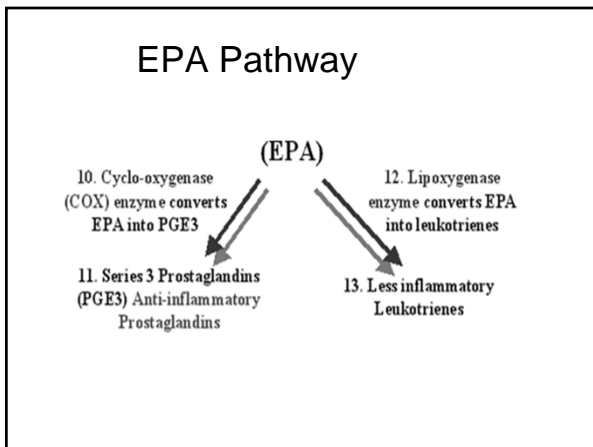 EPA Pathway
(EPA)
10. Cyclo-oxygenase
(COX) enzyme converts
EPA into PGE3
12. Lipoxygenase
enzyme converts EPA
into leukotrienes
11. Series 3 Prostaglandins
(PGE3) Anti-inflammatory
Prostaglandins
13. Less inflammatory
Leukotrienes